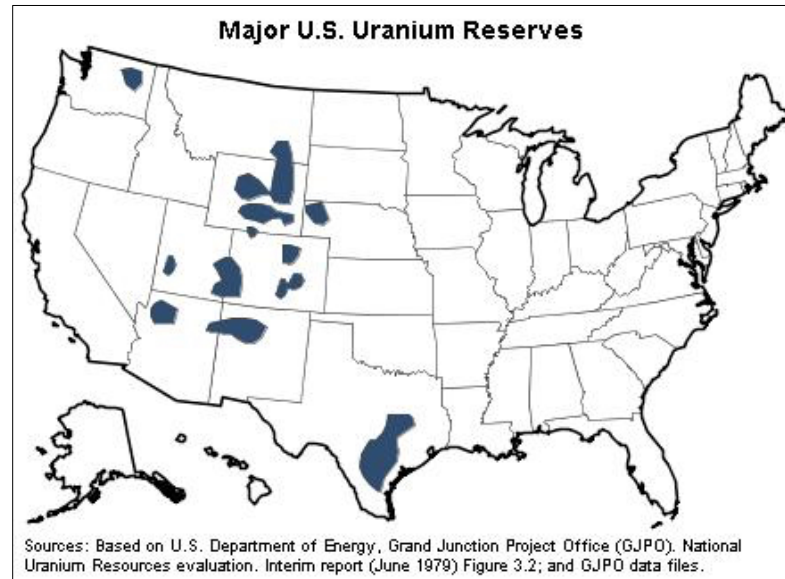 Major U.S. Uranium Reserves
Sources: Based on U.S. Department of Energy, Grand Junction Project Office (GJPO). National
Uranium Resources evaluation. Interim report (June 1979) Figure 3.2; and GJPO data files.